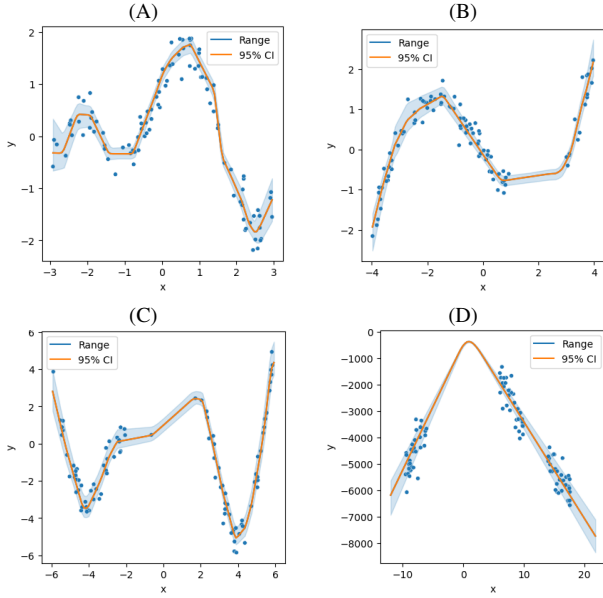 (A)
(B)
2
1
0
−1
−2
y
Range
95% CI
−3 −2 −1 0 1 2 3
x
2
1
0
−1
−2
y
Range
95% CI
−4 −2 0 2 4
x
(C)
(D)
6
4
2
0
−2
−4
−6
y
Range
95% CI
−6 −4 −2 0 2 4 6
x
0
−1000
−2000
−3000
−4000
−5000
−6000
−7000
−8000
y
Range
95% CI
−10 0 10 20
x